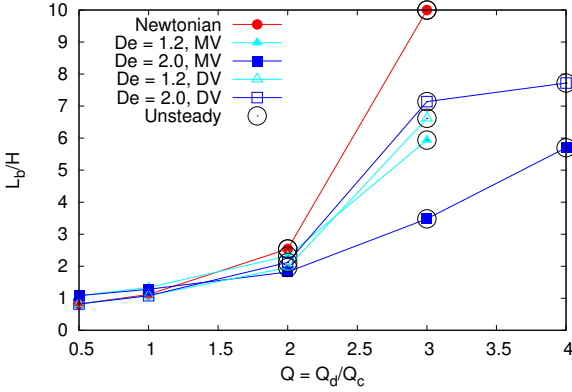 10
9
8
7
6
5
4
3
2
1
0
L_b/H
Newtonian
De = 1.2, MV
De = 2.0, MV
De = 1.2, DV
De = 2.0, DV
Unsteady
0.5 1 1.5 2 2.5 3 3.5 4
Q = Q_d/Q_c